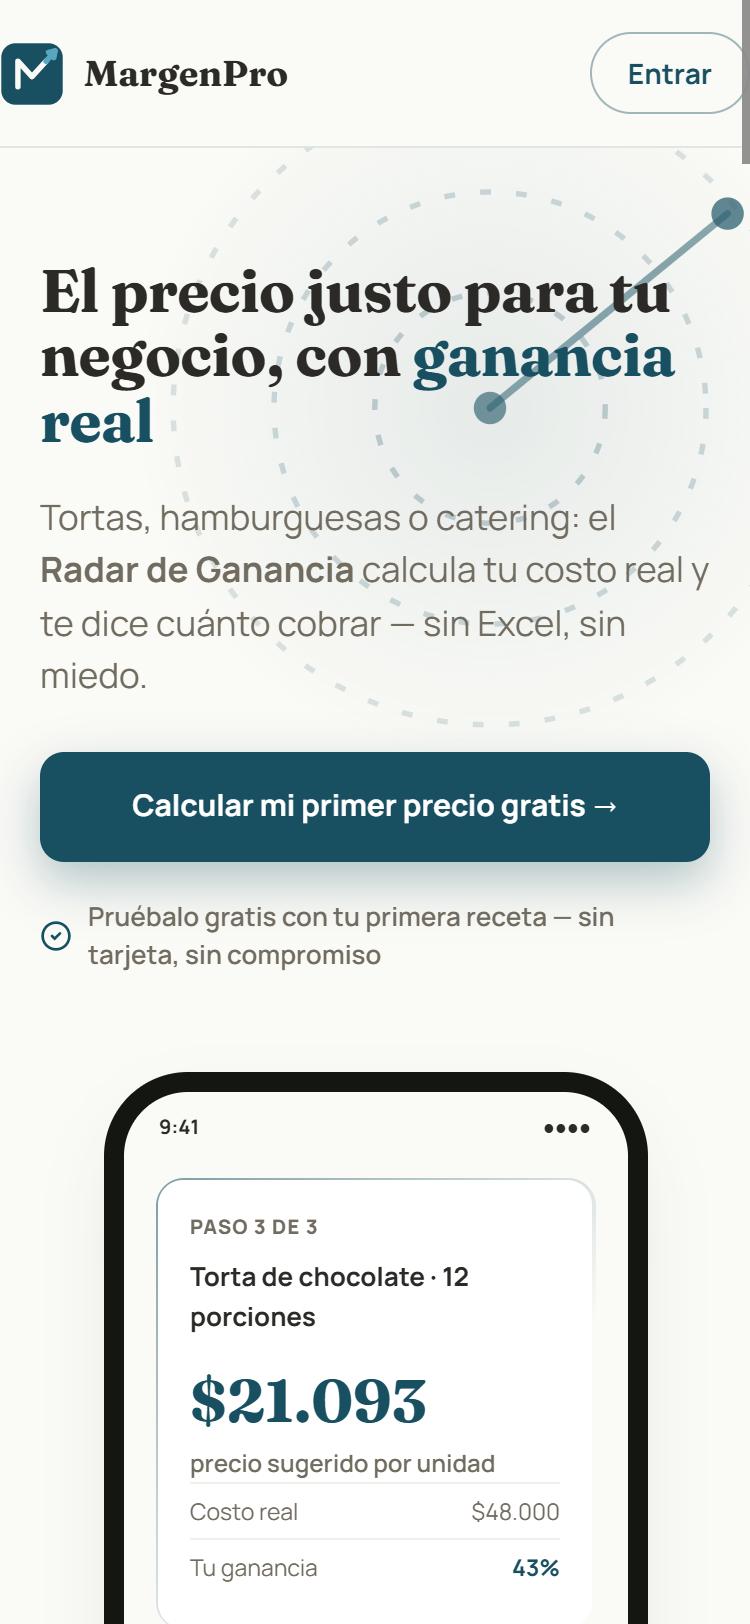 MargenPro
Entrar
El precio justo para tu
negocio, con ganancia
real
Tortas, hamburguesas o catering: el
Radar de Ganancia calcula tu costo real y
te dice cuánto cobrar — sin Excel, sin
miedo.
Calcular mi primer precio gratis →
Pruébalo gratis con tu primera receta — sin
tarjeta, sin compromiso
9:41
PASO 3 DE 3
Torta de chocolate · 12
porciones
$21.093
precio sugerido por unidad
Costo real $48.000
Tu ganancia 43%